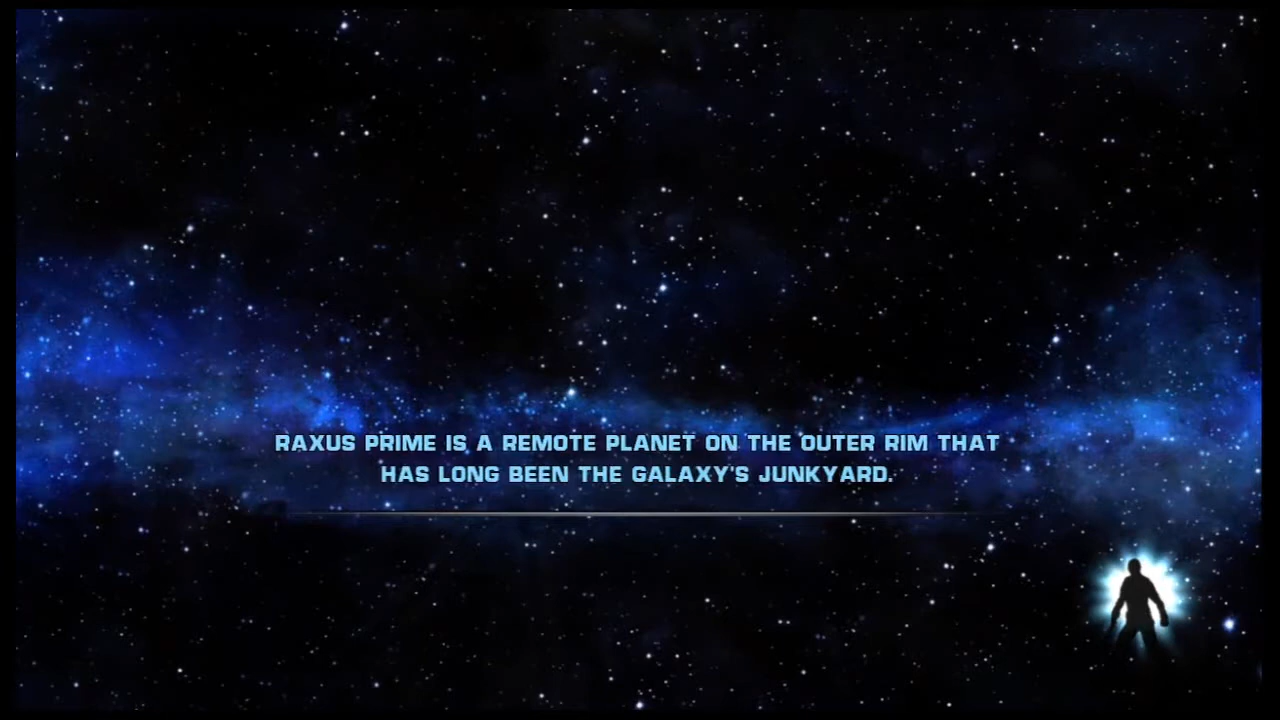 RAXUS PRIME IS A REMOTE PLANET ON THE OUTER RIM THAT
HAS LONG BEEN THE GALAXY'S JUNKYARD.